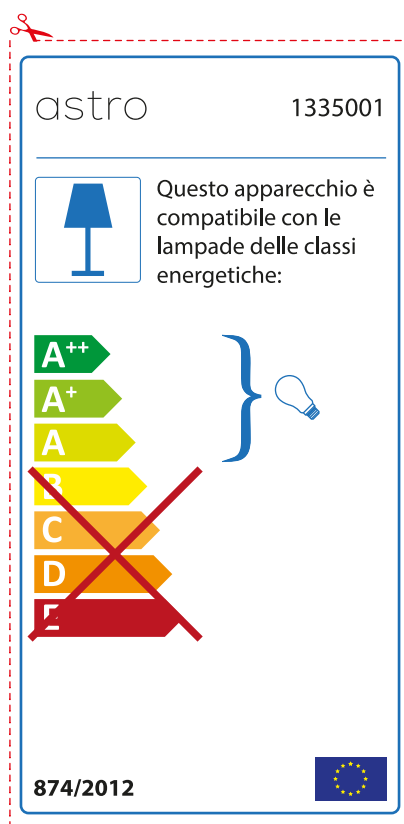 astro
1335001
Questo apparecchio è
compatibile con le
lampade delle classi
energetiche:
A++
A+
A
B
C
D
E
874/2012